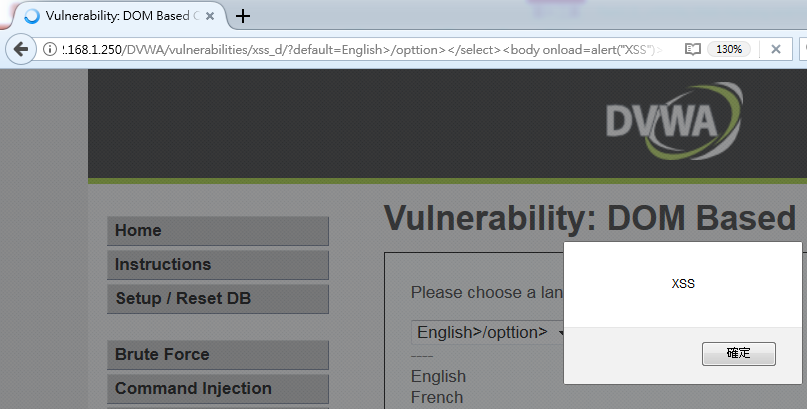 Vulnerability: DOM Based C
.168.1.250/DVWA/vulnerabilities/xss_d/?default=English>/opttion></select><body onload=alert("XSS")>
130%
DVWA
Vulnerability: DOM Based
Home
Instructions
Setup / Reset DB
Brute Force
Command Injection
Please choose a lan
English>/opttion>
----
English
French
XSS
確定